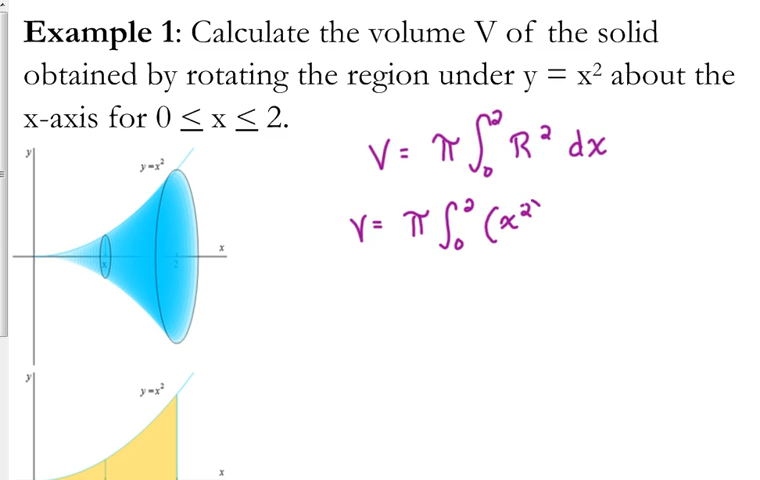 Example 1: Calculate the volume V of the solid
obtained by rotating the region under y = x² about the
x-axis for 0 ≤ x ≤ 2.
V = π ∫₀² R² dx
V = π ∫₀² (x²)
y
y=x²
x
x
2
y
y=x²
x